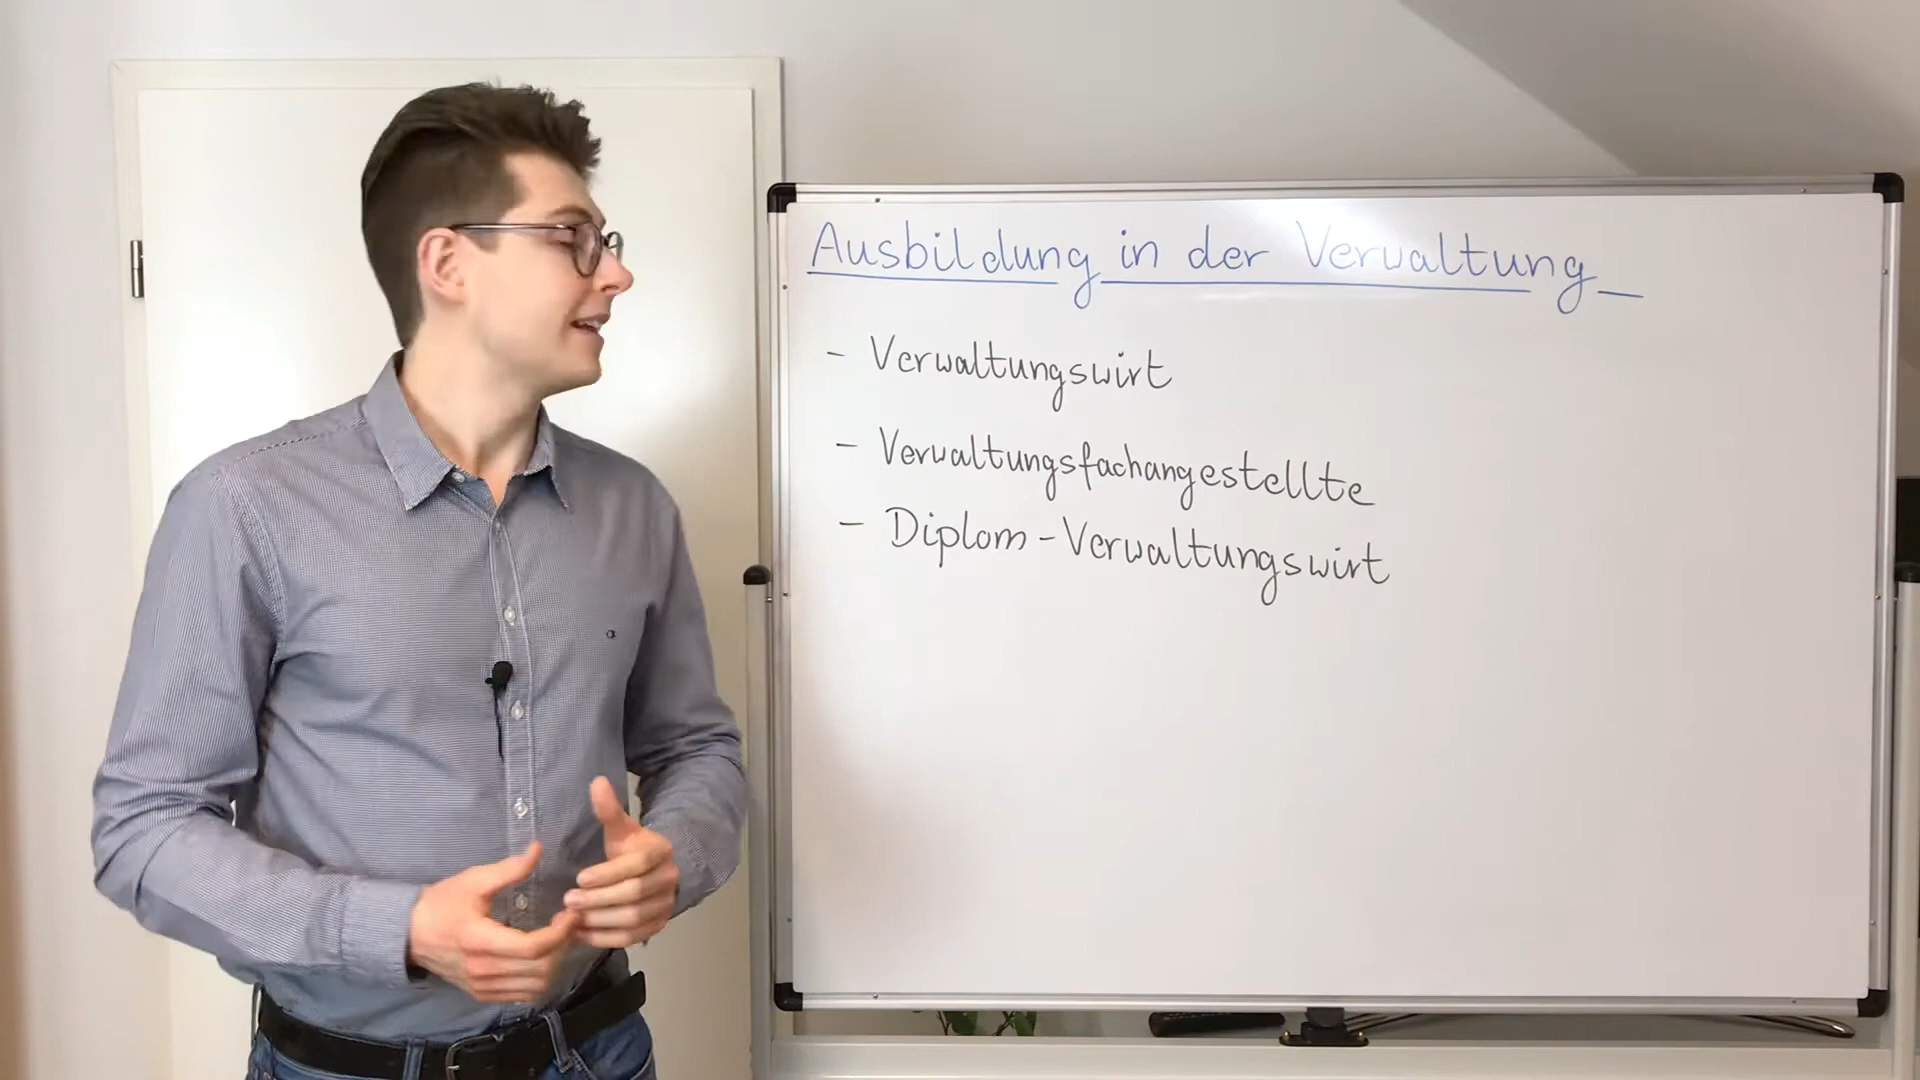 Ausbildung in der Verwaltung
- Verwaltungswirt
- Verwaltungsfachangestellte
- Diplom-Verwaltungswirt